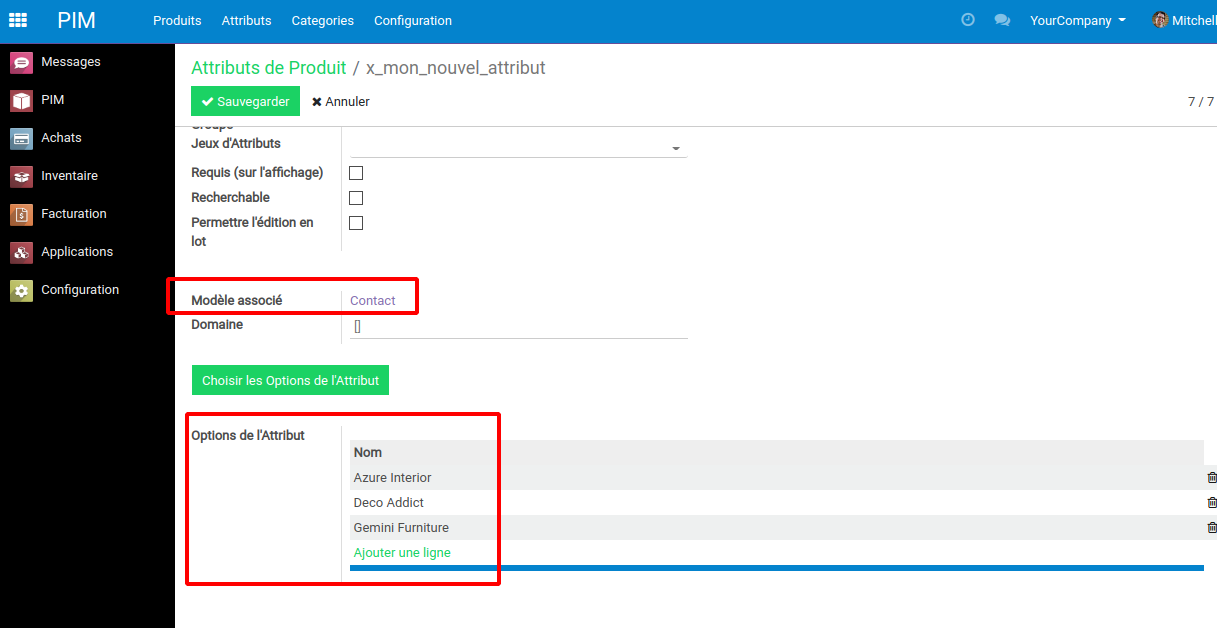 PIM Produits Attributs Categories Configuration YourCompany Mitchell
Messages
PIM
Achats
Inventaire
Facturation
Applications
Configuration
Attributs de Produit / x_mon_nouvel_attribut
Sauvegarder Annuler 7 / 7
Groupe
Jeux d'Attributs
Requis (sur l'affichage)
Recherchable
Permettre l'édition en
lot
Modèle associé Contact
Domaine []
Choisir les Options de l'Attribut
Options de l'Attribut
Nom
Azure Interior
Deco Addict
Gemini Furniture
Ajouter une ligne